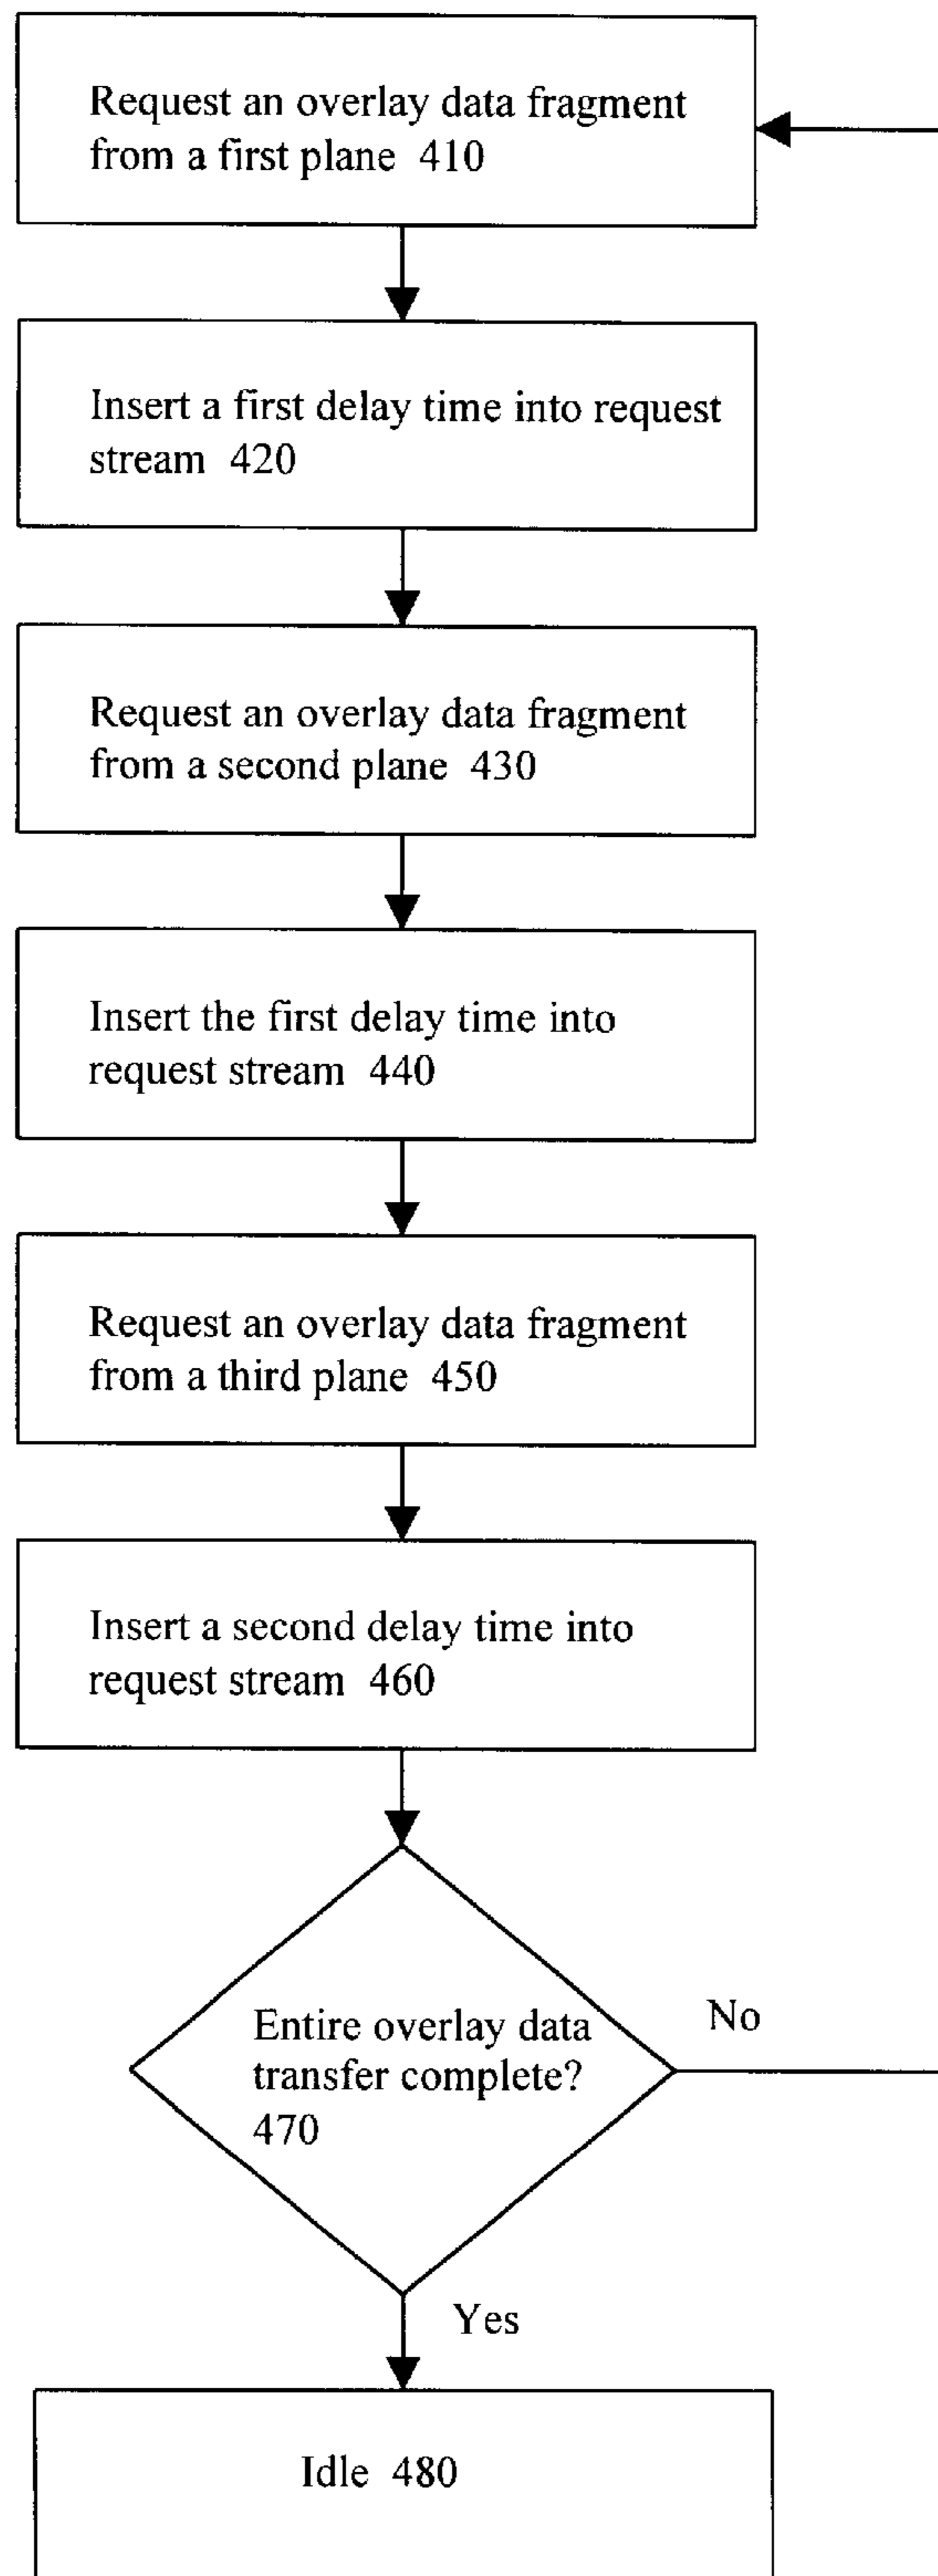 Request an overlay data fragment
from a first plane 410
Insert a first delay time into request
stream 420
Request an overlay data fragment
from a second plane 430
Insert the first delay time into
request stream 440
Request an overlay data fragment
from a third plane 450
Insert a second delay time into
request stream 460
Entire overlay data
transfer complete?
470
No
Yes
Idle 480